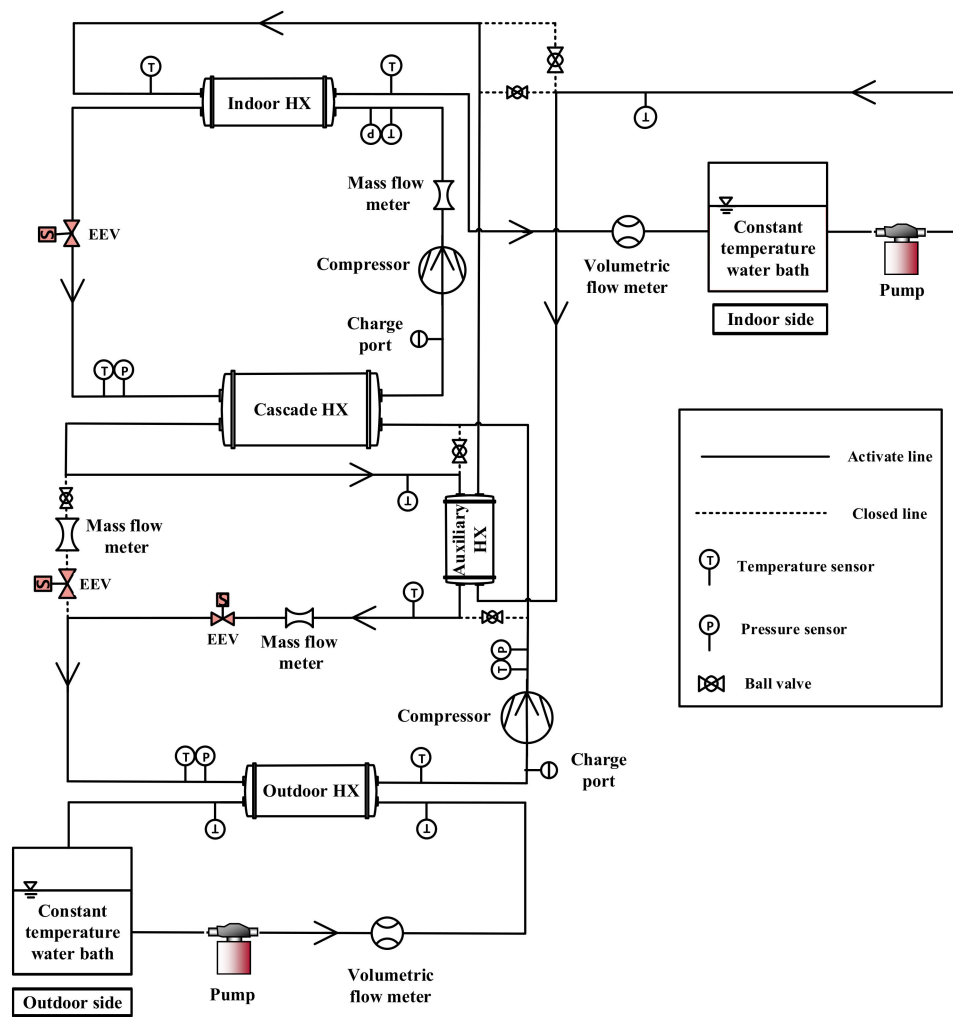 T
T
Indoor HX
P
T
T
Mass flow
meter
S
EEV
Compressor
Volumetric
flow meter
Constant
temperature
water bath
Pump
Indoor side
Charge
port
T
P
Cascade HX
T
Mass flow
meter
Auxiliary
HX
S
EEV
S
EEV
Mass flow
meter
T
P
T
Compressor
Charge
port
T
P
T
Outdoor HX
T
T
Constant
temperature
water bath
Pump
Volumetric
flow meter
Outdoor side
Activate line
Closed line
T
Temperature sensor
P
Pressure sensor
Ball valve